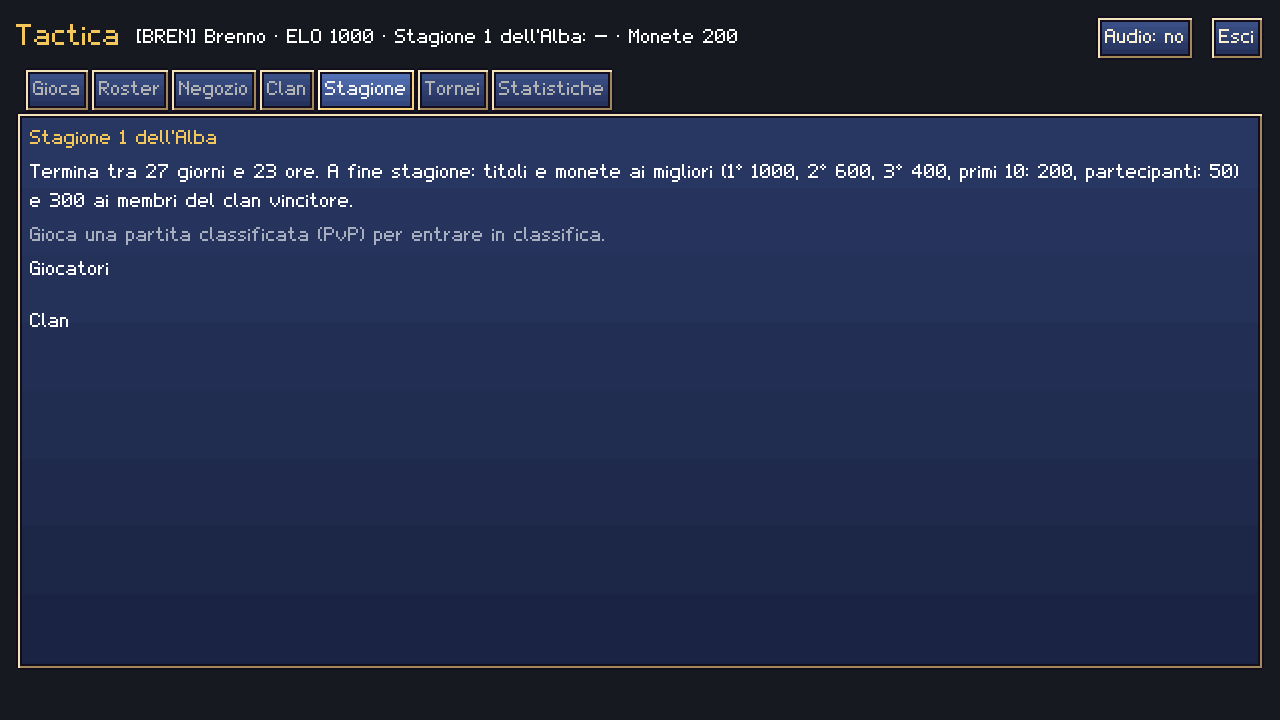 Tactica [BREN] Brenno · ELO 1000 · Stagione 1 dell'Alba: — · Monete 200 Audio: no Esci
Gioca Roster Negozio Clan Stagione Tornei Statistiche
Stagione 1 dell'Alba
Termina tra 27 giorni e 23 ore. A fine stagione: titoli e monete ai migliori (1° 1000, 2° 600, 3° 400, primi 10: 200, partecipanti: 50)
e 300 ai membri del clan vincitore.
Gioca una partita classificata (PvP) per entrare in classifica.
Giocatori
Clan